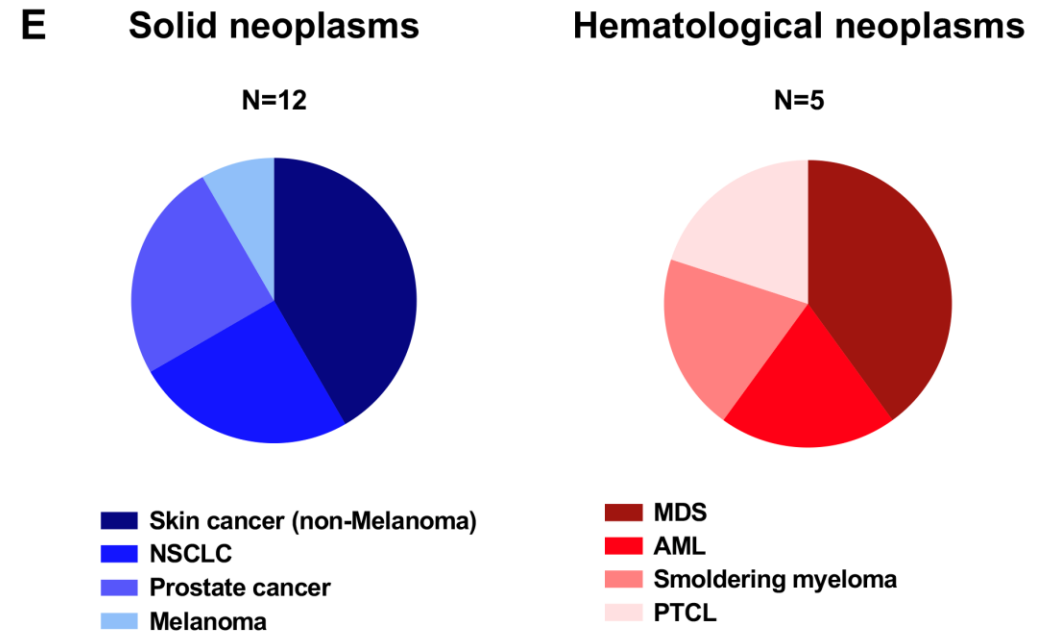 E
Solid neoplasms
N=12
Skin cancer (non-Melanoma)
NSCLC
Prostate cancer
Melanoma
Hematological neoplasms
N=5
MDS
AML
Smoldering myeloma
PTCL